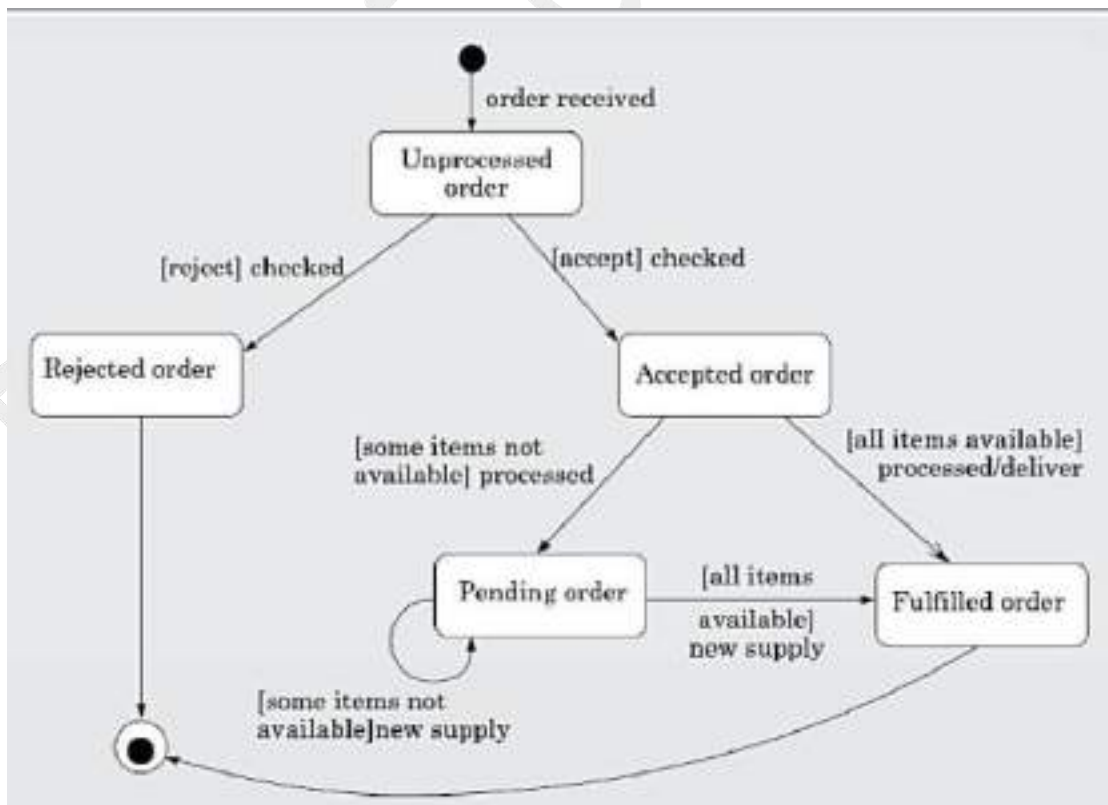 order received
Unprocessed
order
[reject] checked
[accept] checked
Rejected order
Accepted order
[some items not
available] processed
[all items available]
processed/deliver
Pending order
[all items
available]
new supply
Fulfilled order
[some items not
available]new supply